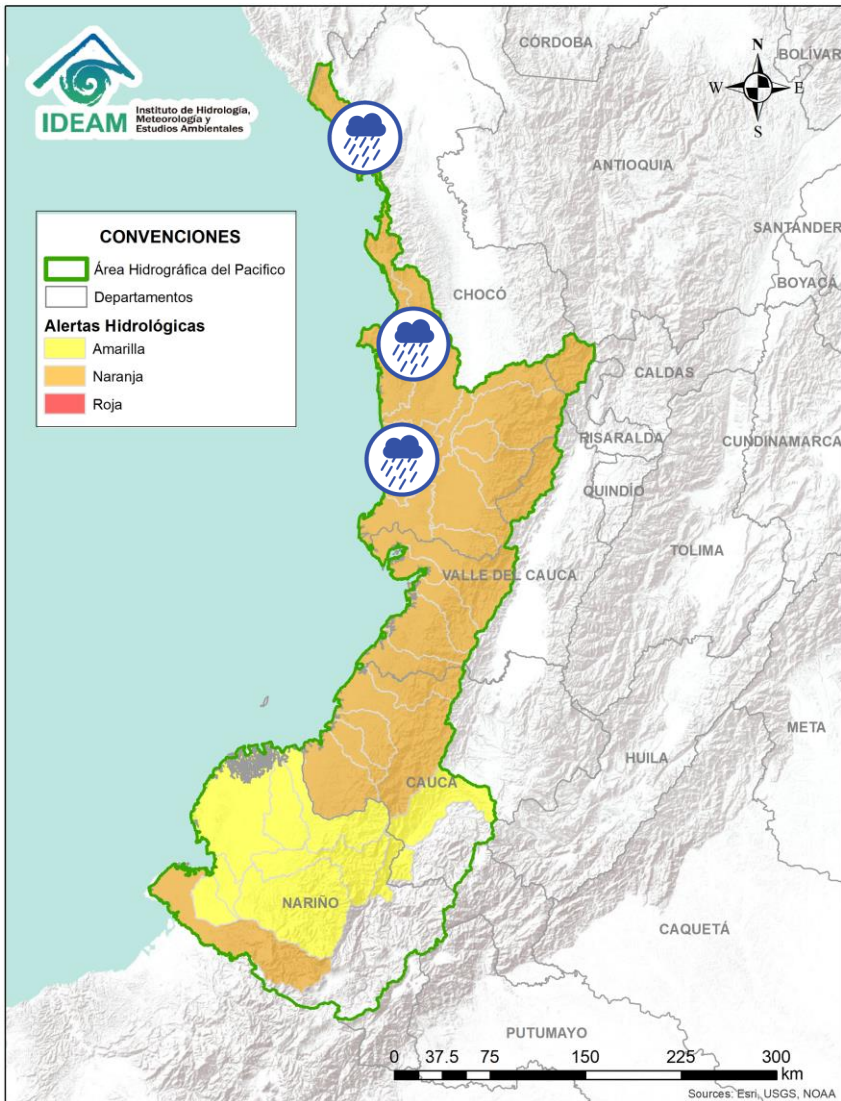 IDEAM
Instituto de Hidrología,
Meteorología y
Estudios Ambientales
CÓRDOBA
BOLÍVAR
N
W
E
S
ANTIOQUIA
SANTANDER
BOYACÁ
CONVENCIONES
Área Hidrográfica del Pacifico
Departamentos
Alertas Hidrológicas
Amarilla
Naranja
Roja
CHOCÓ
CALDAS
RISARALDA
CUNDINAMARCA
QUINDÍO
TOLIMA
VALLE DEL CAUCA
META
HUILA
CAUCA
NARIÑO
CAQUETÁ
PUTUMAYO
0 37.5 75 150 225 300
km
Sources: Esri, USGS, NOAA